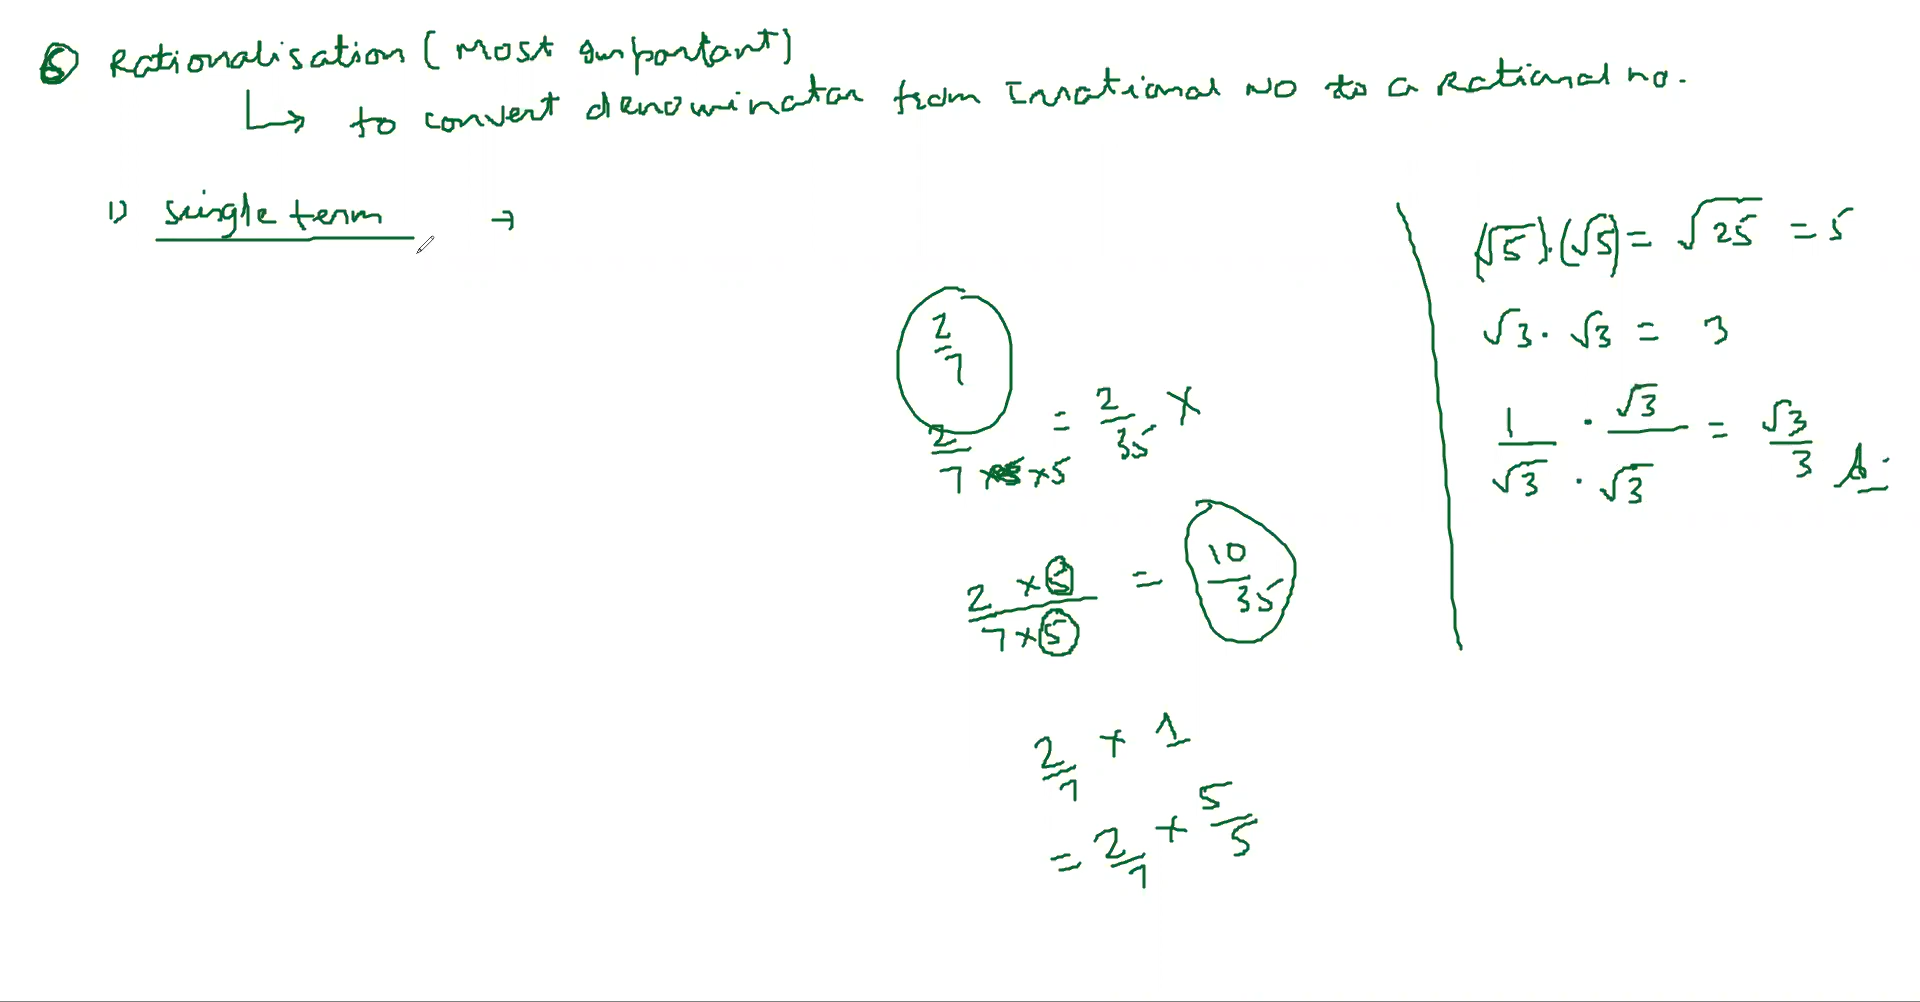 6 Rationalisation (Most Important)
↳ to convert denominator from Irrational NO to a Rational no.
1) single term →
2/7
2/(7 ×5) = 2/35 ×
(2 ×5)/(7 ×5) = 10/35
2/7 × 1
= 2/7 × 5/5
(√5).(√5) = √25 = 5
√3 . √3 = 3
1/√3 . √3/√3 = √3/3